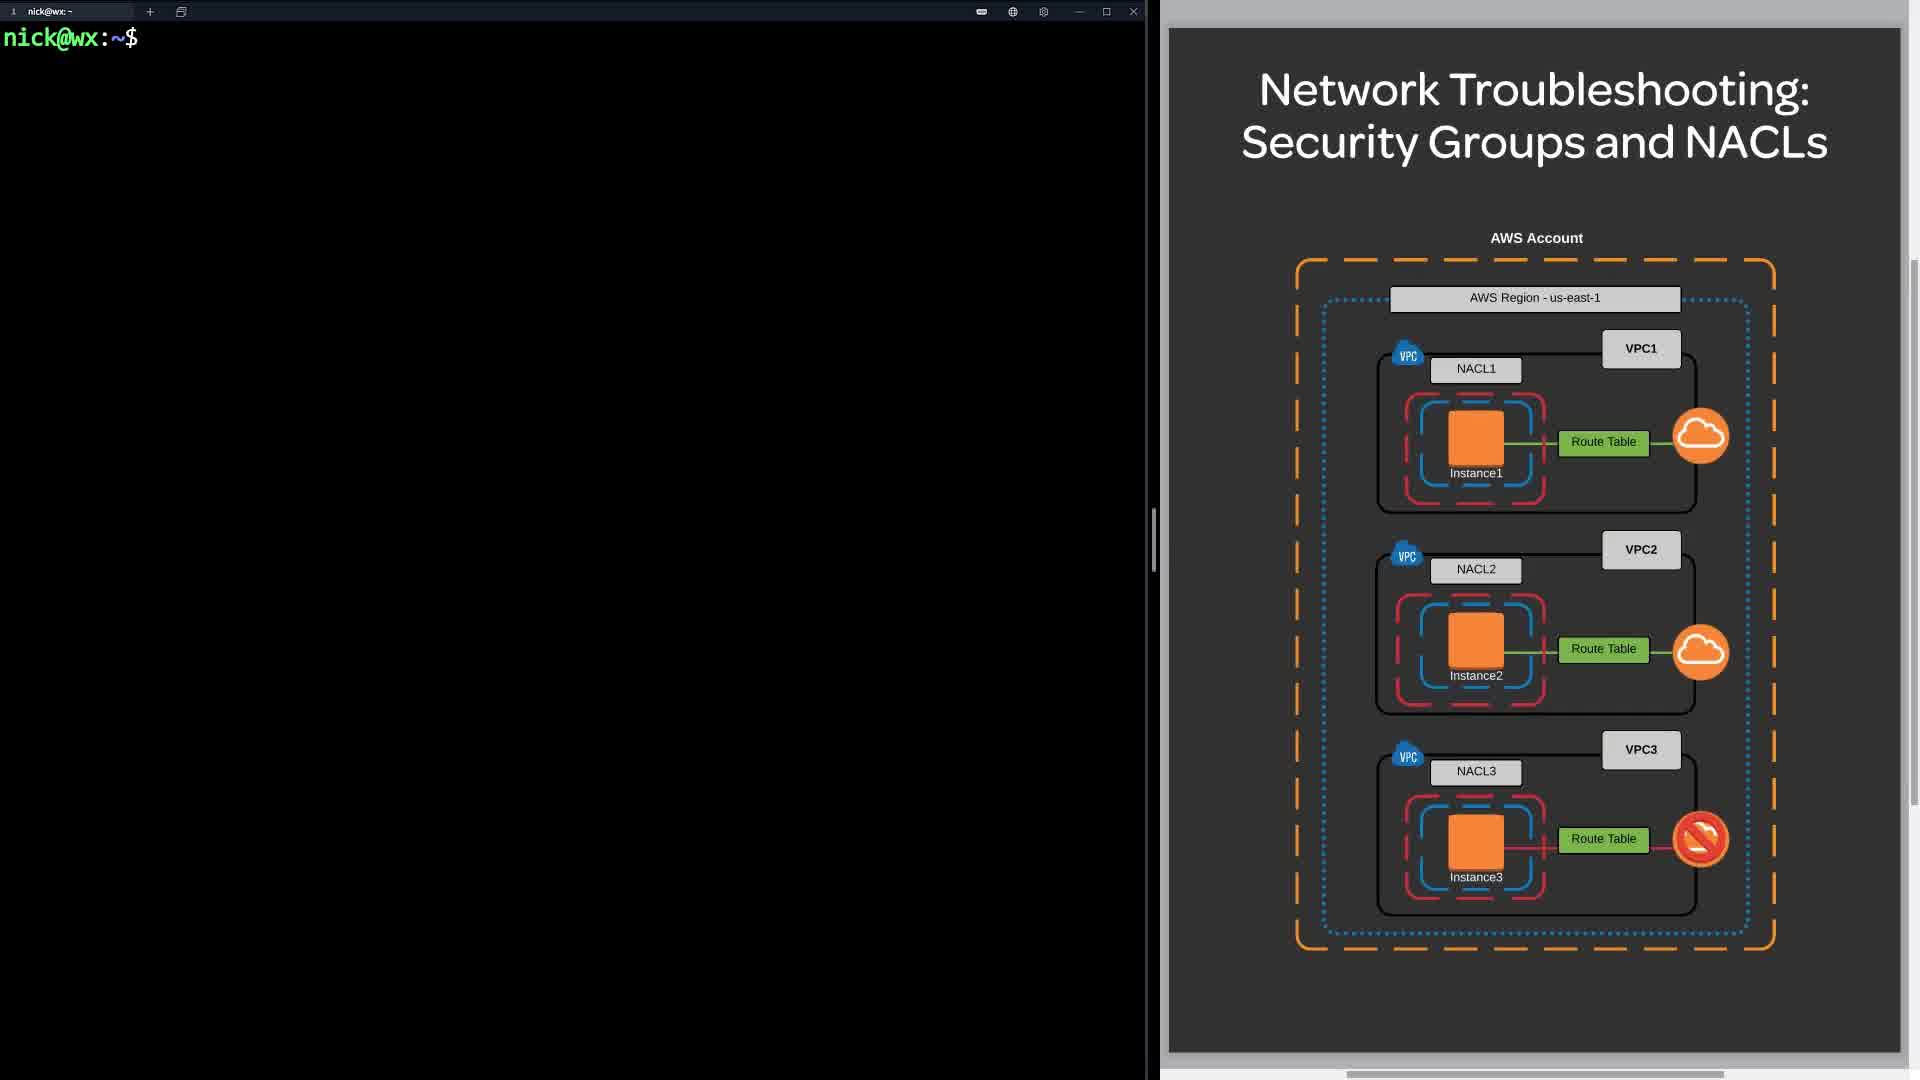 1 nick@wx: ~
nick@wx:~$
Network Troubleshooting:
Security Groups and NACLs
AWS Account
AWS Region - us-east-1
VPC1
VPC
NACL1
Route Table
Instance1
VPC2
VPC
NACL2
Route Table
Instance2
VPC3
VPC
NACL3
Route Table
Instance3